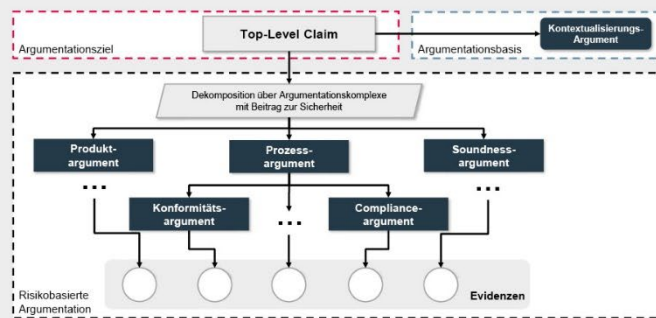 Argumentationsziel
Top-Level Claim
Argumentationsbasis
Kontextualisierungs-
Argument
Dekomposition über Argumentationskomplexe
mit Beitrag zur Sicherheit
Produkt-
argument
...
Prozess-
argument
Soundness-
argument
...
Konformitäts-
argument
...
Compliance-
argument
Risikobasierte
Argumentation
Evidenzen